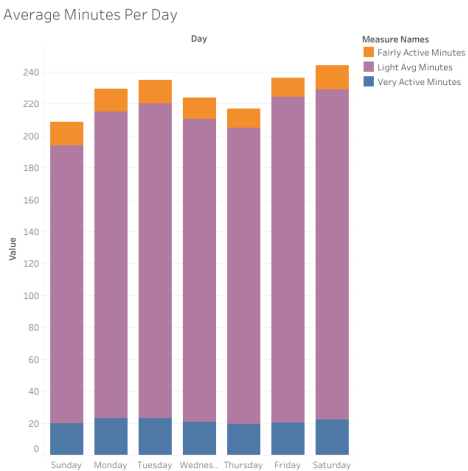 Average Minutes Per Day
Day
Measure Names
Fairly Active Minutes
Light Avg Minutes
Very Active Minutes
Value
240
220
200
180
160
140
120
100
80
60
40
20
0
Sunday Monday Tuesday Wednes.. Thursday Friday Saturday